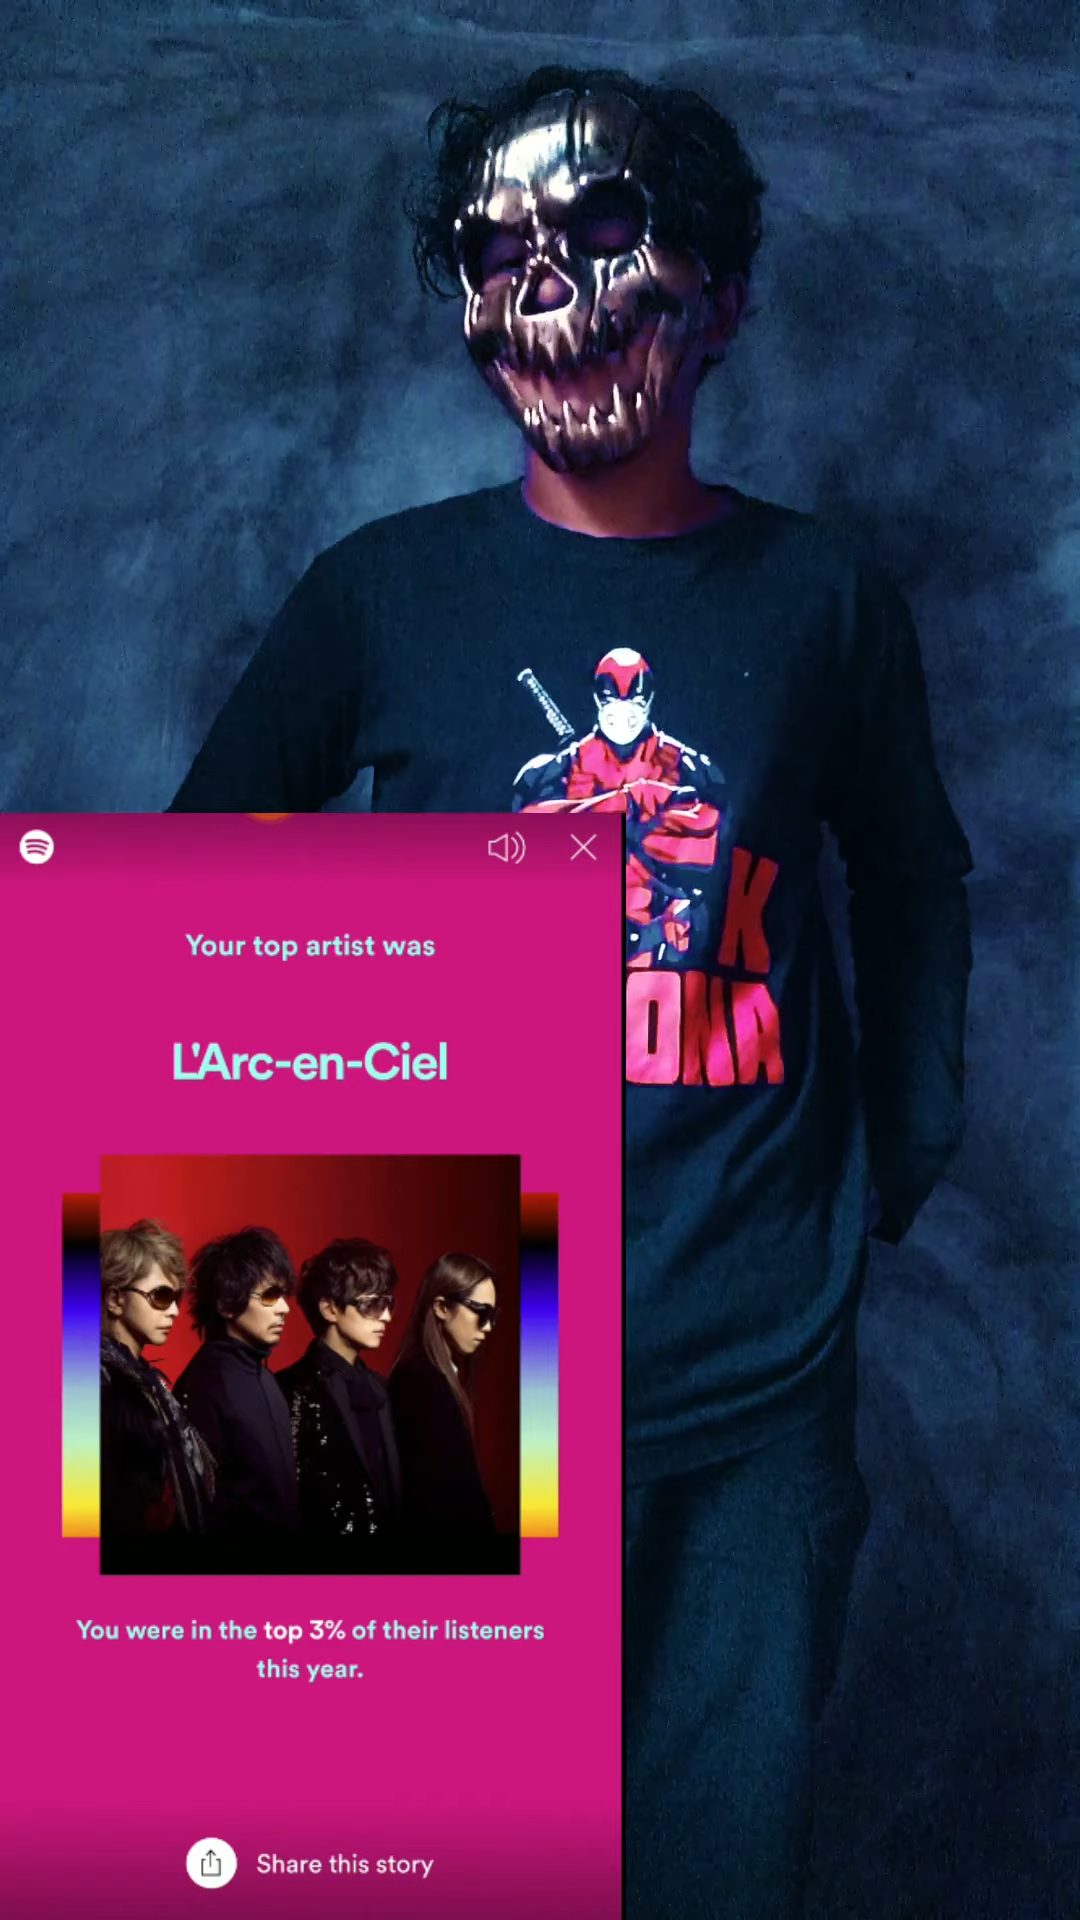 K
ONA
Your top artist was
L'Arc-en-Ciel
You were in the top 3% of their listeners
this year.
Share this story